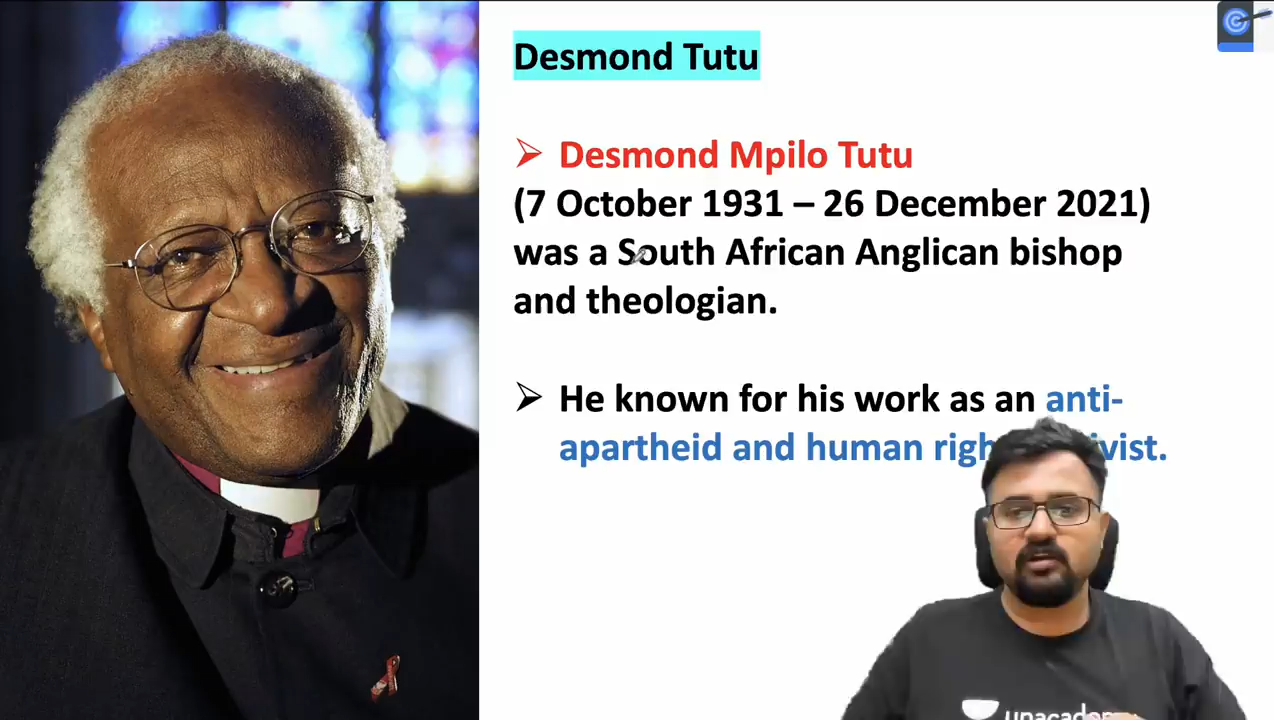 Desmond Tutu
➢ Desmond Mpilo Tutu
(7 October 1931 – 26 December 2021)
was a South African Anglican bishop
and theologian.
➢ He known for his work as an anti-
apartheid and human
unacademy